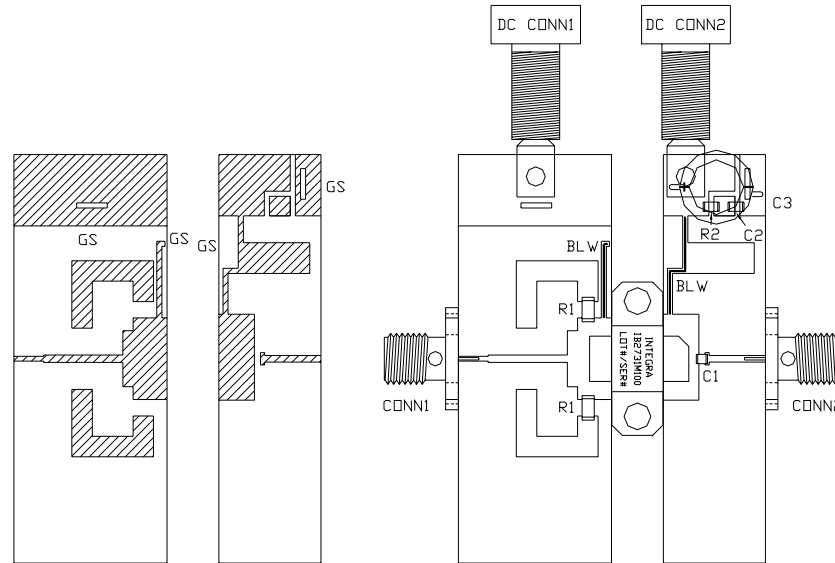 DC CONN1
DC CONN2
GS
GS
GS
GS
C3
R2
C2
BLW
BLW
R1
INTEGRA
IB2731M100
LOT#/SER#
C1
CONN1
CONN2
R1